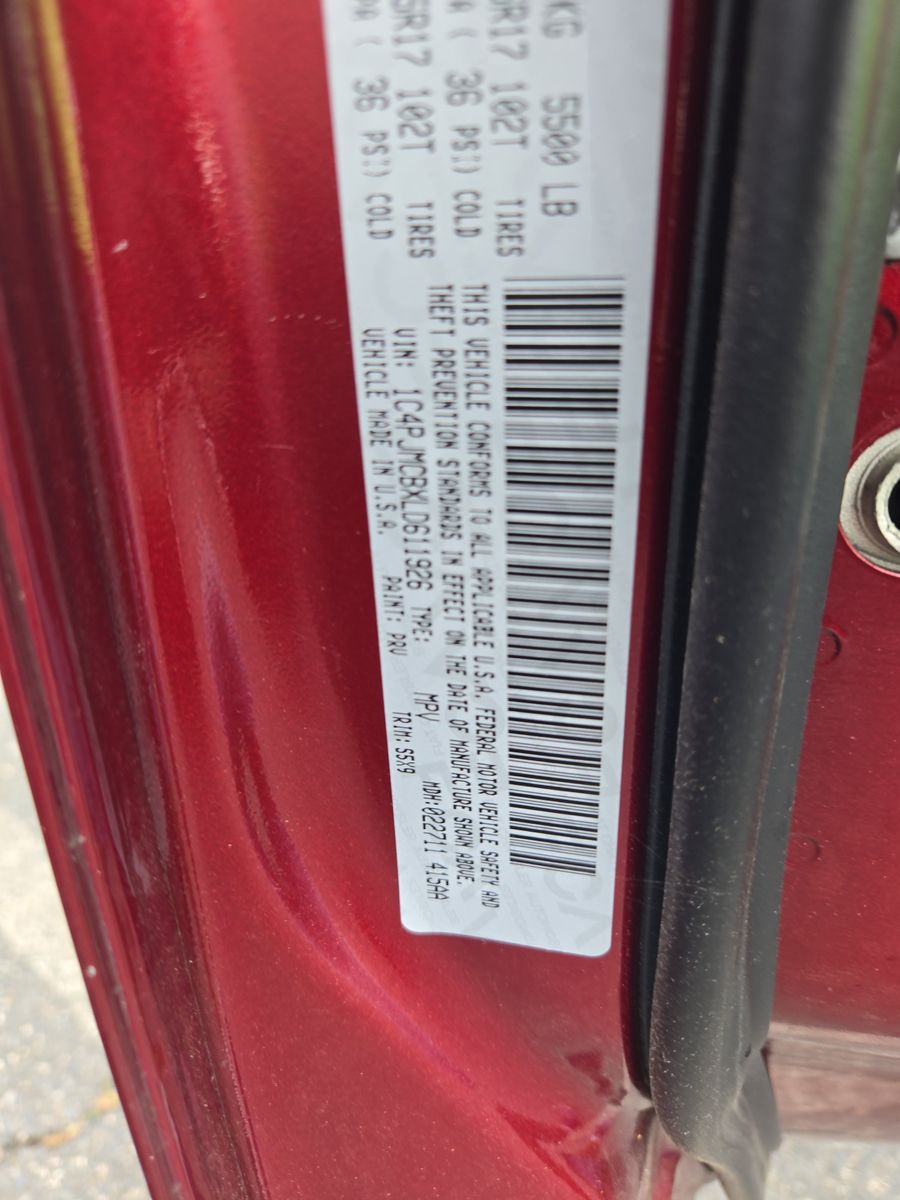 KG 5500 LB
R17 102T TIRES
A ( 36 PSI) COLD
5R17 102T TIRES
PA ( 36 PSI) COLD
THIS VEHICLE CONFORMS TO ALL APPLICABLE U.S.A. FEDERAL MOTOR VEHICLE SAFETY AND
THEFT PREVENTION STANDARDS IN EFFECT ON THE DATE OF MANUFACTURE SHOWN ABOVE.
VIN: 1C4PJMCBXLD611926 TYPE: MPV MDH:022711 415AA
VEHICLE MADE IN U.S.A. PAINT: PRV TRIM: S5X9